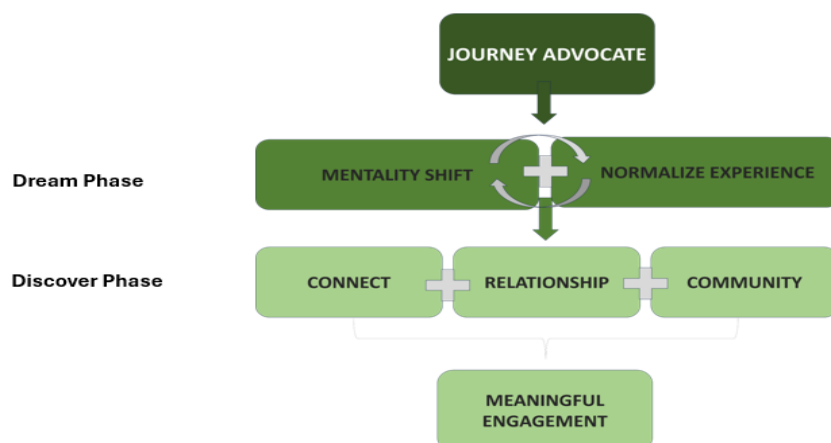 JOURNEY ADVOCATE
Dream Phase
MENTALITY SHIFT
NORMALIZE EXPERIENCE
Discover Phase
CONNECT
RELATIONSHIP
COMMUNITY
MEANINGFUL
ENGAGEMENT